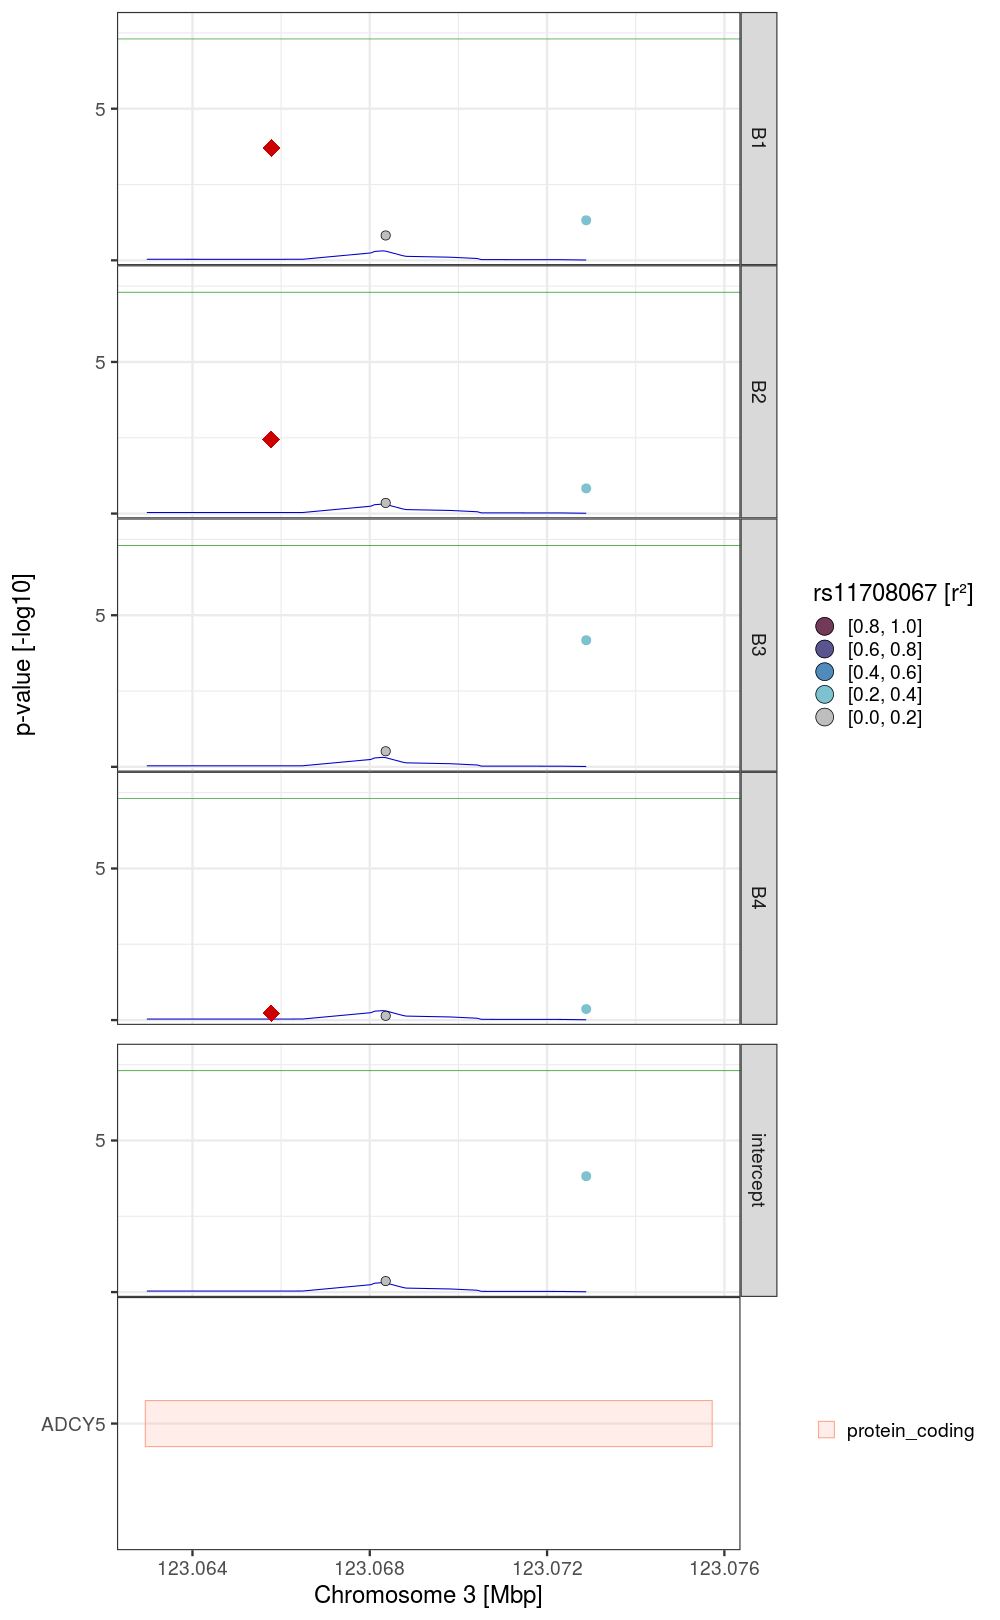 5
B1
5
B2
5
B3
5
B4
5
intercept
p-value [-log10]
rs11708067 [r²]
[0.8, 1.0]
[0.6, 0.8]
[0.4, 0.6]
[0.2, 0.4]
[0.0, 0.2]
ADCY5
protein_coding
123.064 123.068 123.072 123.076
Chromosome 3 [Mbp]